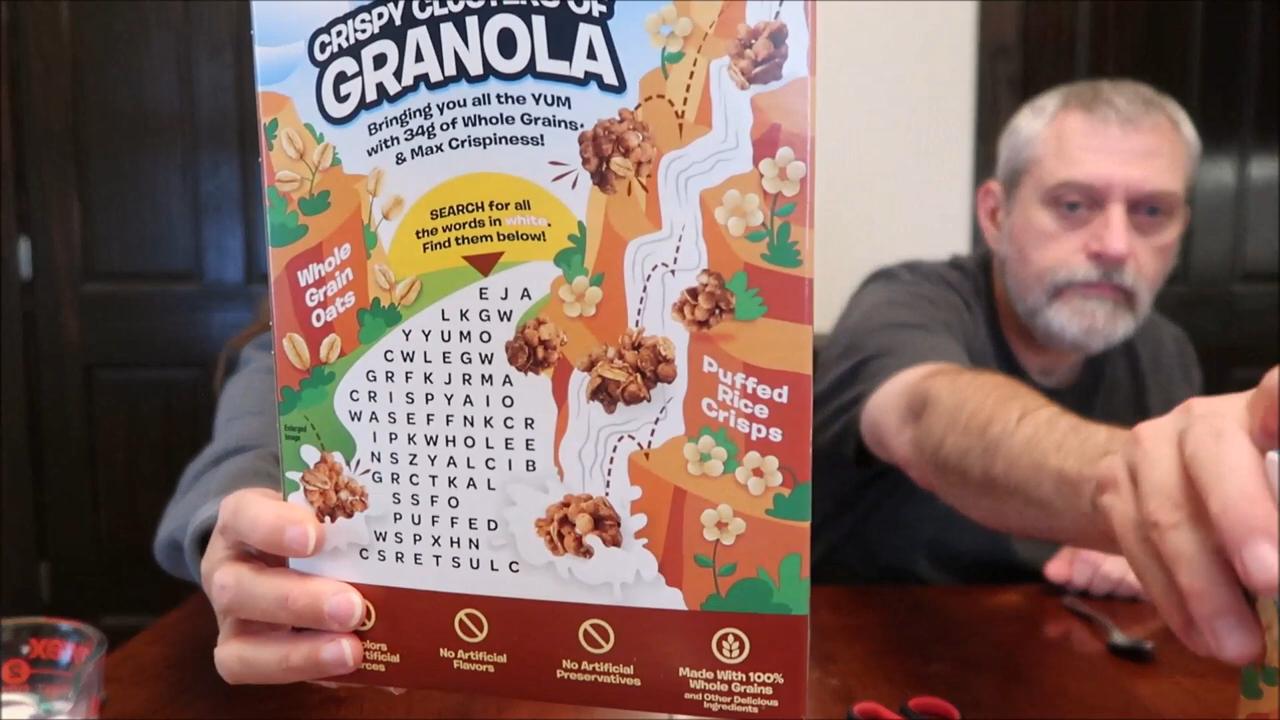 CRISPY CLUSTERS OF
GRANOLA
Bringing you all the YUM
with 34g of Whole Grains*
& Max Crispiness!
SEARCH for all
the words in white.
Find them below!
Whole
Grain
Oats
E J A
L K G W
Y Y U M O
C W L E G W
G R F K J R M A
C R I S P Y A I O
W A S E F F N K C R
I P K W H O L E E
N S Z Y A L C I B
G R C T K A L
S S F O
P U F F E D
W S P X H N
C S R E T S U L C
Puffed
Rice
Crisps
Enlarged
Image
No Artificial
Flavors
No Artificial
Preservatives
Made With 100%
Whole Grains
and Other Delicious
Ingredients